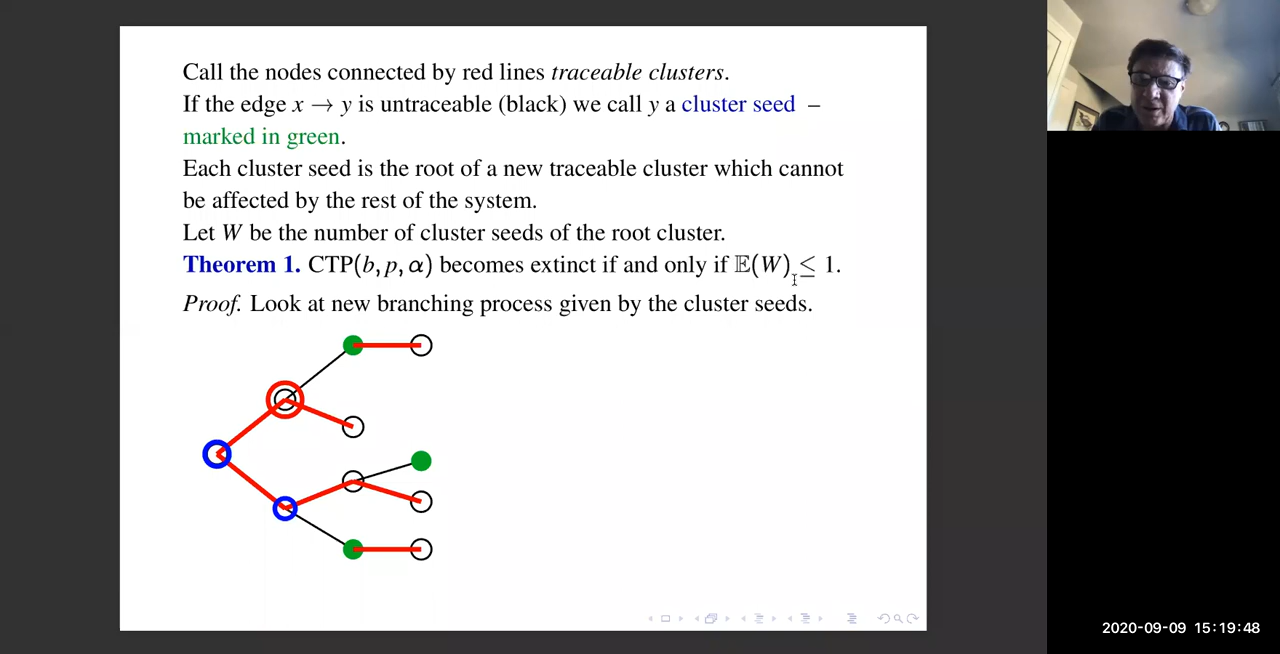 Call the nodes connected by red lines traceable clusters.
If the edge x → y is untraceable (black) we call y a cluster seed –
marked in green.
Each cluster seed is the root of a new traceable cluster which cannot
be affected by the rest of the system.
Let W be the number of cluster seeds of the root cluster.
Theorem 1. CTP(b, p, α) becomes extinct if and only if 𝔼(W) ≤ 1.
Proof. Look at new branching process given by the cluster seeds.
2020-09-09 15:19:48